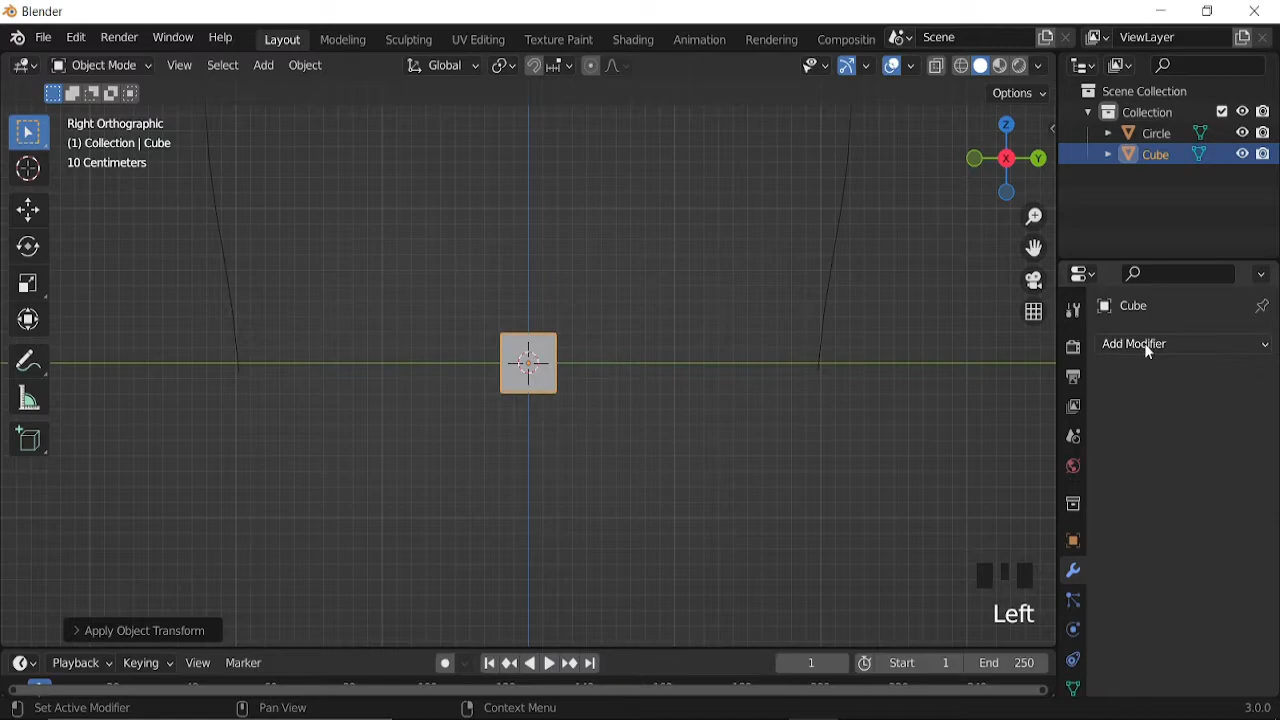 Blender
File Edit Render Window Help
Layout Modeling Sculpting UV Editing Texture Paint Shading Animation Rendering Compositin
Scene
ViewLayer
Object Mode View Select Add Object
Global
Options
Right Orthographic
(1) Collection | Cube
10 Centimeters
Z
X
Y
Scene Collection
Collection
Circle
Cube
Cube
Add Modifier
Left
Apply Object Transform
Playback Keying View Marker
1
Start 1 End 250
Set Active Modifier
Pan View
Context Menu
3.0.0